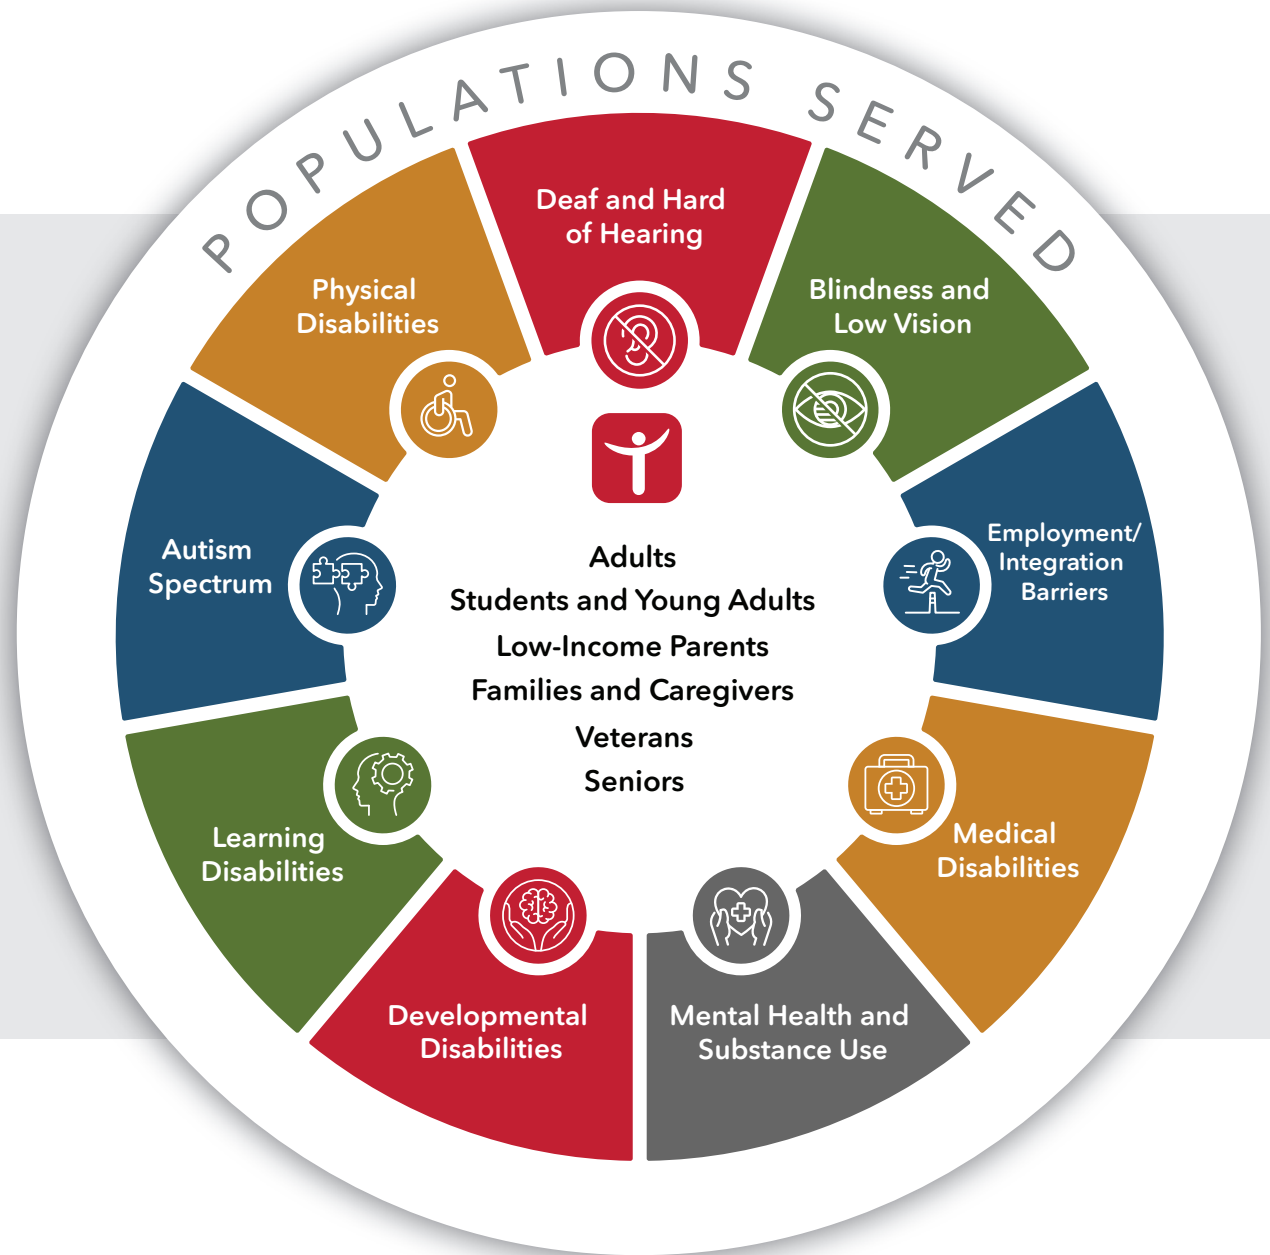 POPULATIONS SERVED
Deaf and Hard
of Hearing
Blindness and
Low Vision
Employment/
Integration
Barriers
Medical
Disabilities
Mental Health and
Substance Use
Developmental
Disabilities
Learning
Disabilities
Autism
Spectrum
Physical
Disabilities
Adults
Students and Young Adults
Low-Income Parents
Families and Caregivers
Veterans
Seniors